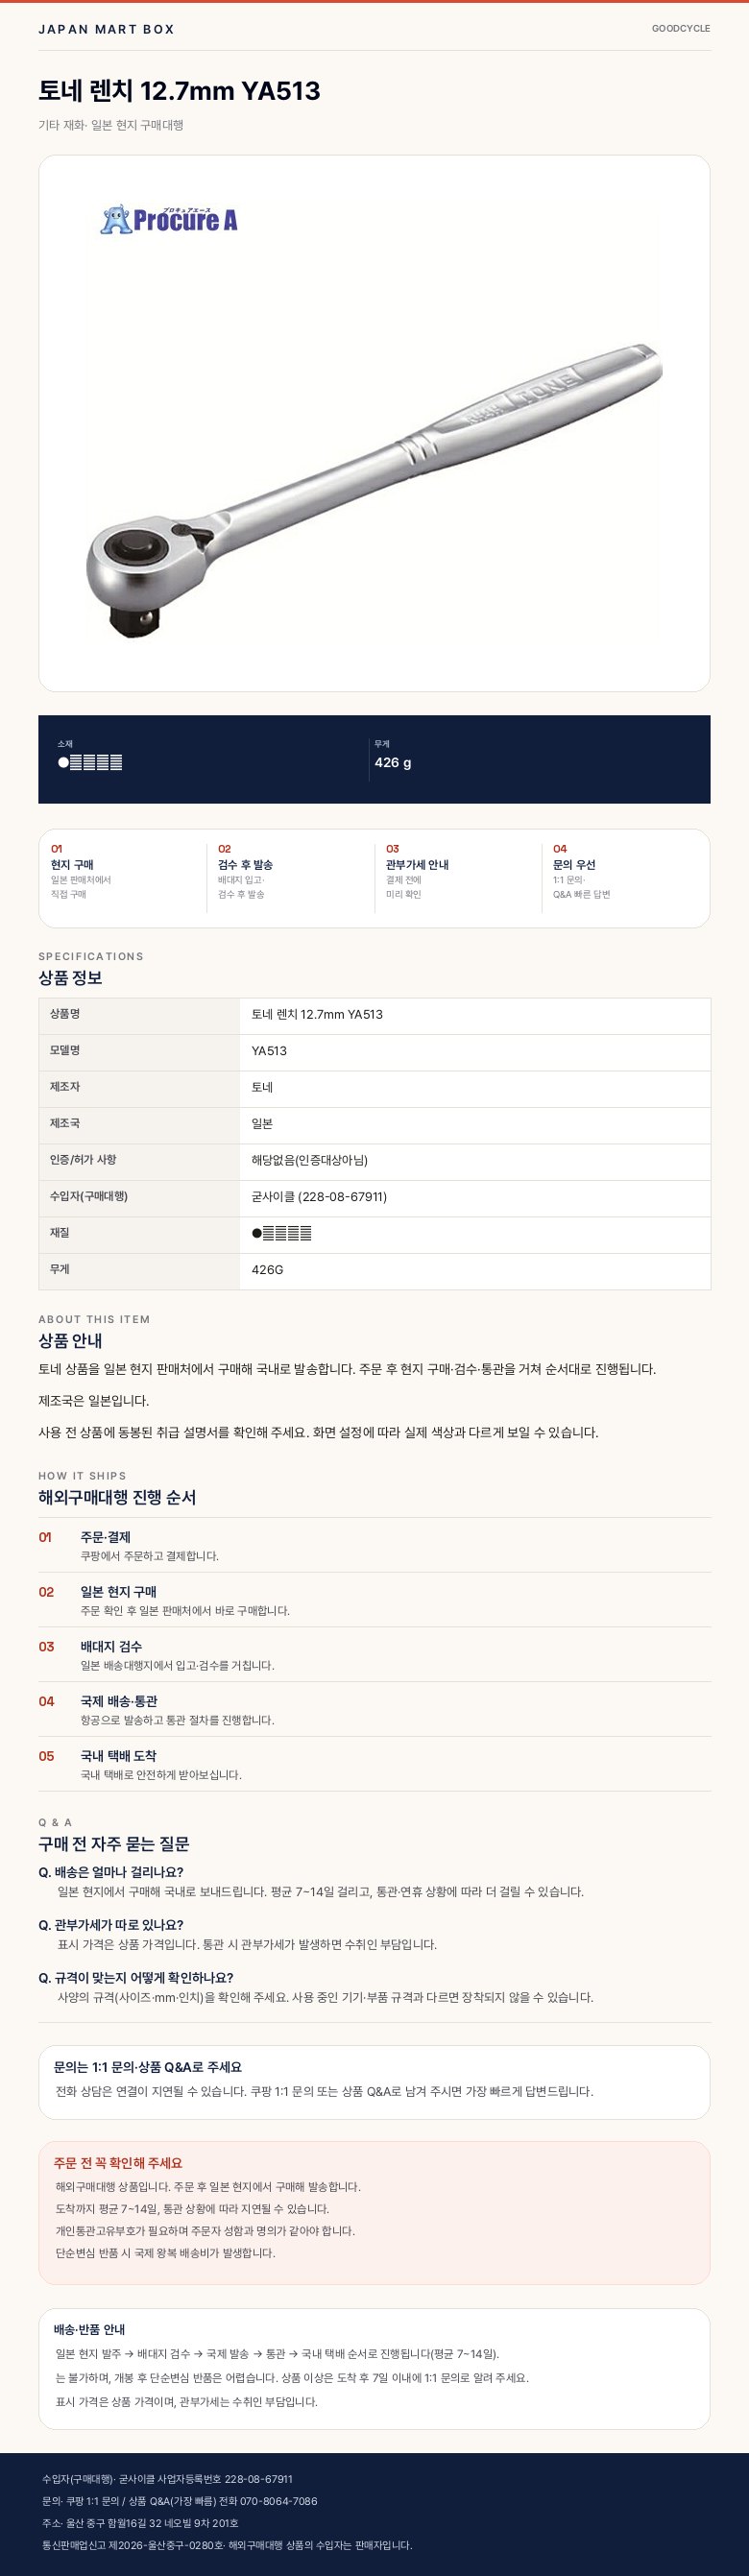 JAPAN MART BOX
GOODCYCLE
토네 렌치 12.7mm YA513
기타 재화· 일본 현지 구매대행
プロキュアエース
Procure A
TONE
소재
무게
426 g
01
현지 구매
일본 판매처에서
직접 구매
02
검수 후 발송
배대지 입고·
검수 후 발송
03
관부가세 안내
결제 전에
미리 확인
04
문의 우선
1:1 문의·
Q&A 빠른 답변
SPECIFICATIONS
상품 정보
상품명 토네 렌치 12.7mm YA513
모델명 YA513
제조자 토네
제조국 일본
인증/허가 사항 해당없음(인증대상아님)
수입자(구매대행) 굳사이클 (228-08-67911)
재질
무게 426G
ABOUT THIS ITEM
상품 안내
토네 상품을 일본 현지 판매처에서 구매해 국내로 발송합니다. 주문 후 현지 구매·검수·통관을 거쳐 순서대로 진행됩니다.
제조국은 일본입니다.
사용 전 상품에 동봉된 취급 설명서를 확인해 주세요. 화면 설정에 따라 실제 색상과 다르게 보일 수 있습니다.
HOW IT SHIPS
해외구매대행 진행 순서
01 주문·결제
쿠팡에서 주문하고 결제합니다.
02 일본 현지 구매
주문 확인 후 일본 판매처에서 바로 구매합니다.
03 배대지 검수
일본 배송대행지에서 입고·검수를 거칩니다.
04 국제 배송·통관
항공으로 발송하고 통관 절차를 진행합니다.
05 국내 택배 도착
국내 택배로 안전하게 받아보십니다.
Q & A
구매 전 자주 묻는 질문
Q. 배송은 얼마나 걸리나요?
일본 현지에서 구매해 국내로 보내드립니다. 평균 7~14일 걸리고, 통관·연휴 상황에 따라 더 걸릴 수 있습니다.
Q. 관부가세가 따로 있나요?
표시 가격은 상품 가격입니다. 통관 시 관부가세가 발생하면 수취인 부담입니다.
Q. 규격이 맞는지 어떻게 확인하나요?
사양의 규격(사이즈·mm·인치)을 확인해 주세요. 사용 중인 기기·부품 규격과 다르면 장착되지 않을 수 있습니다.
문의는 1:1 문의·상품 Q&A로 주세요
전화 상담은 연결이 지연될 수 있습니다. 쿠팡 1:1 문의 또는 상품 Q&A로 남겨 주시면 가장 빠르게 답변드립니다.
주문 전 꼭 확인해 주세요
해외구매대행 상품입니다. 주문 후 일본 현지에서 구매해 발송합니다.
도착까지 평균 7~14일, 통관 상황에 따라 지연될 수 있습니다.
개인통관고유부호가 필요하며 주문자 성함과 명의가 같아야 합니다.
단순변심 반품 시 국제 왕복 배송비가 발생합니다.
배송·반품 안내
일본 현지 발주 → 배대지 검수 → 국제 발송 → 통관 → 국내 택배 순서로 진행됩니다(평균 7~14일).
는 불가하며, 개봉 후 단순변심 반품은 어렵습니다. 상품 이상은 도착 후 7일 이내에 1:1 문의로 알려 주세요.
표시 가격은 상품 가격이며, 관부가세는 수취인 부담입니다.
수입자(구매대행)· 굳사이클 사업자등록번호 228-08-67911
문의· 쿠팡 1:1 문의 / 상품 Q&A(가장 빠름) 전화 070-8064-7086
주소· 울산 중구 함월16길 32 네오빌 9차 201호
통신판매업신고 제2026-울산중구-0280호· 해외구매대행 상품의 수입자는 판매자입니다.